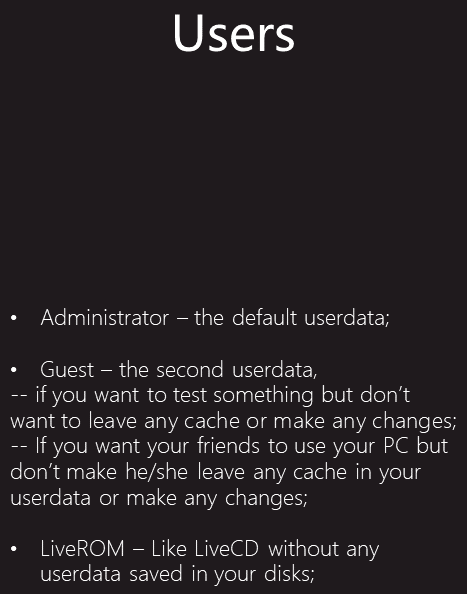 Users
• Administrator – the default userdata;
• Guest – the second userdata,
-- if you want to test something but don’t
want to leave any cache or make any changes;
-- If you want your friends to use your PC but
don’t make he/she leave any cache in your
userdata or make any changes;
• LiveROM – Like LiveCD without any
userdata saved in your disks;